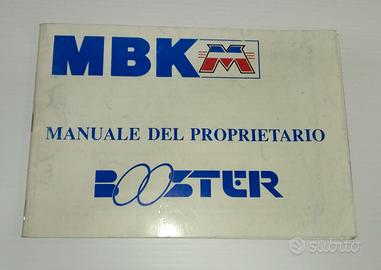 MBK M
MANUALE DEL PROPRIETARIO
BOOSTER
subito